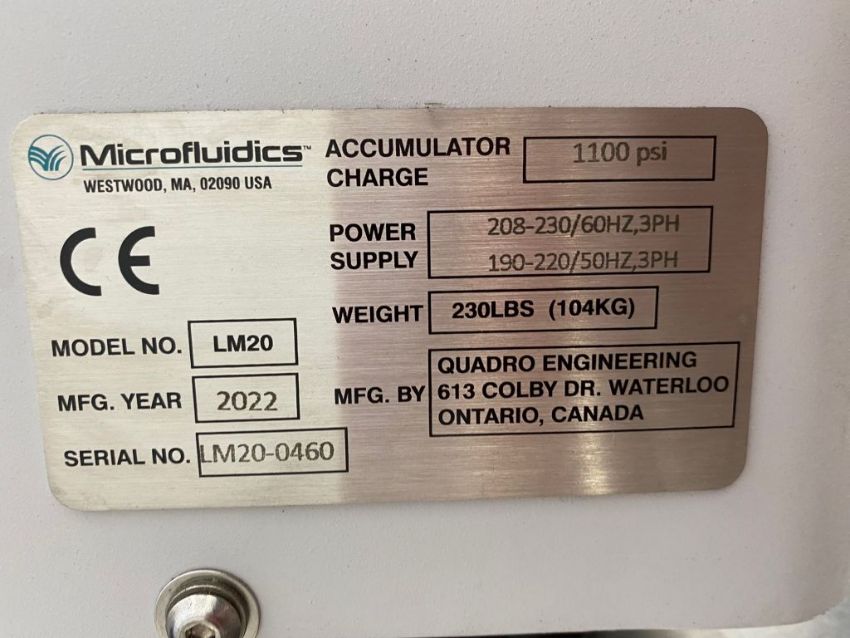 Microfluidics™
WESTWOOD, MA, 02090 USA
CE
MODEL NO. LM20
MFG. YEAR 2022
SERIAL NO. LM20-0460
ACCUMULATOR
CHARGE
1100 psi
POWER
SUPPLY
208-230/60HZ,3PH
190-220/50HZ,3PH
WEIGHT 230LBS (104KG)
MFG. BY
QUADRO ENGINEERING
613 COLBY DR. WATERLOO
ONTARIO, CANADA